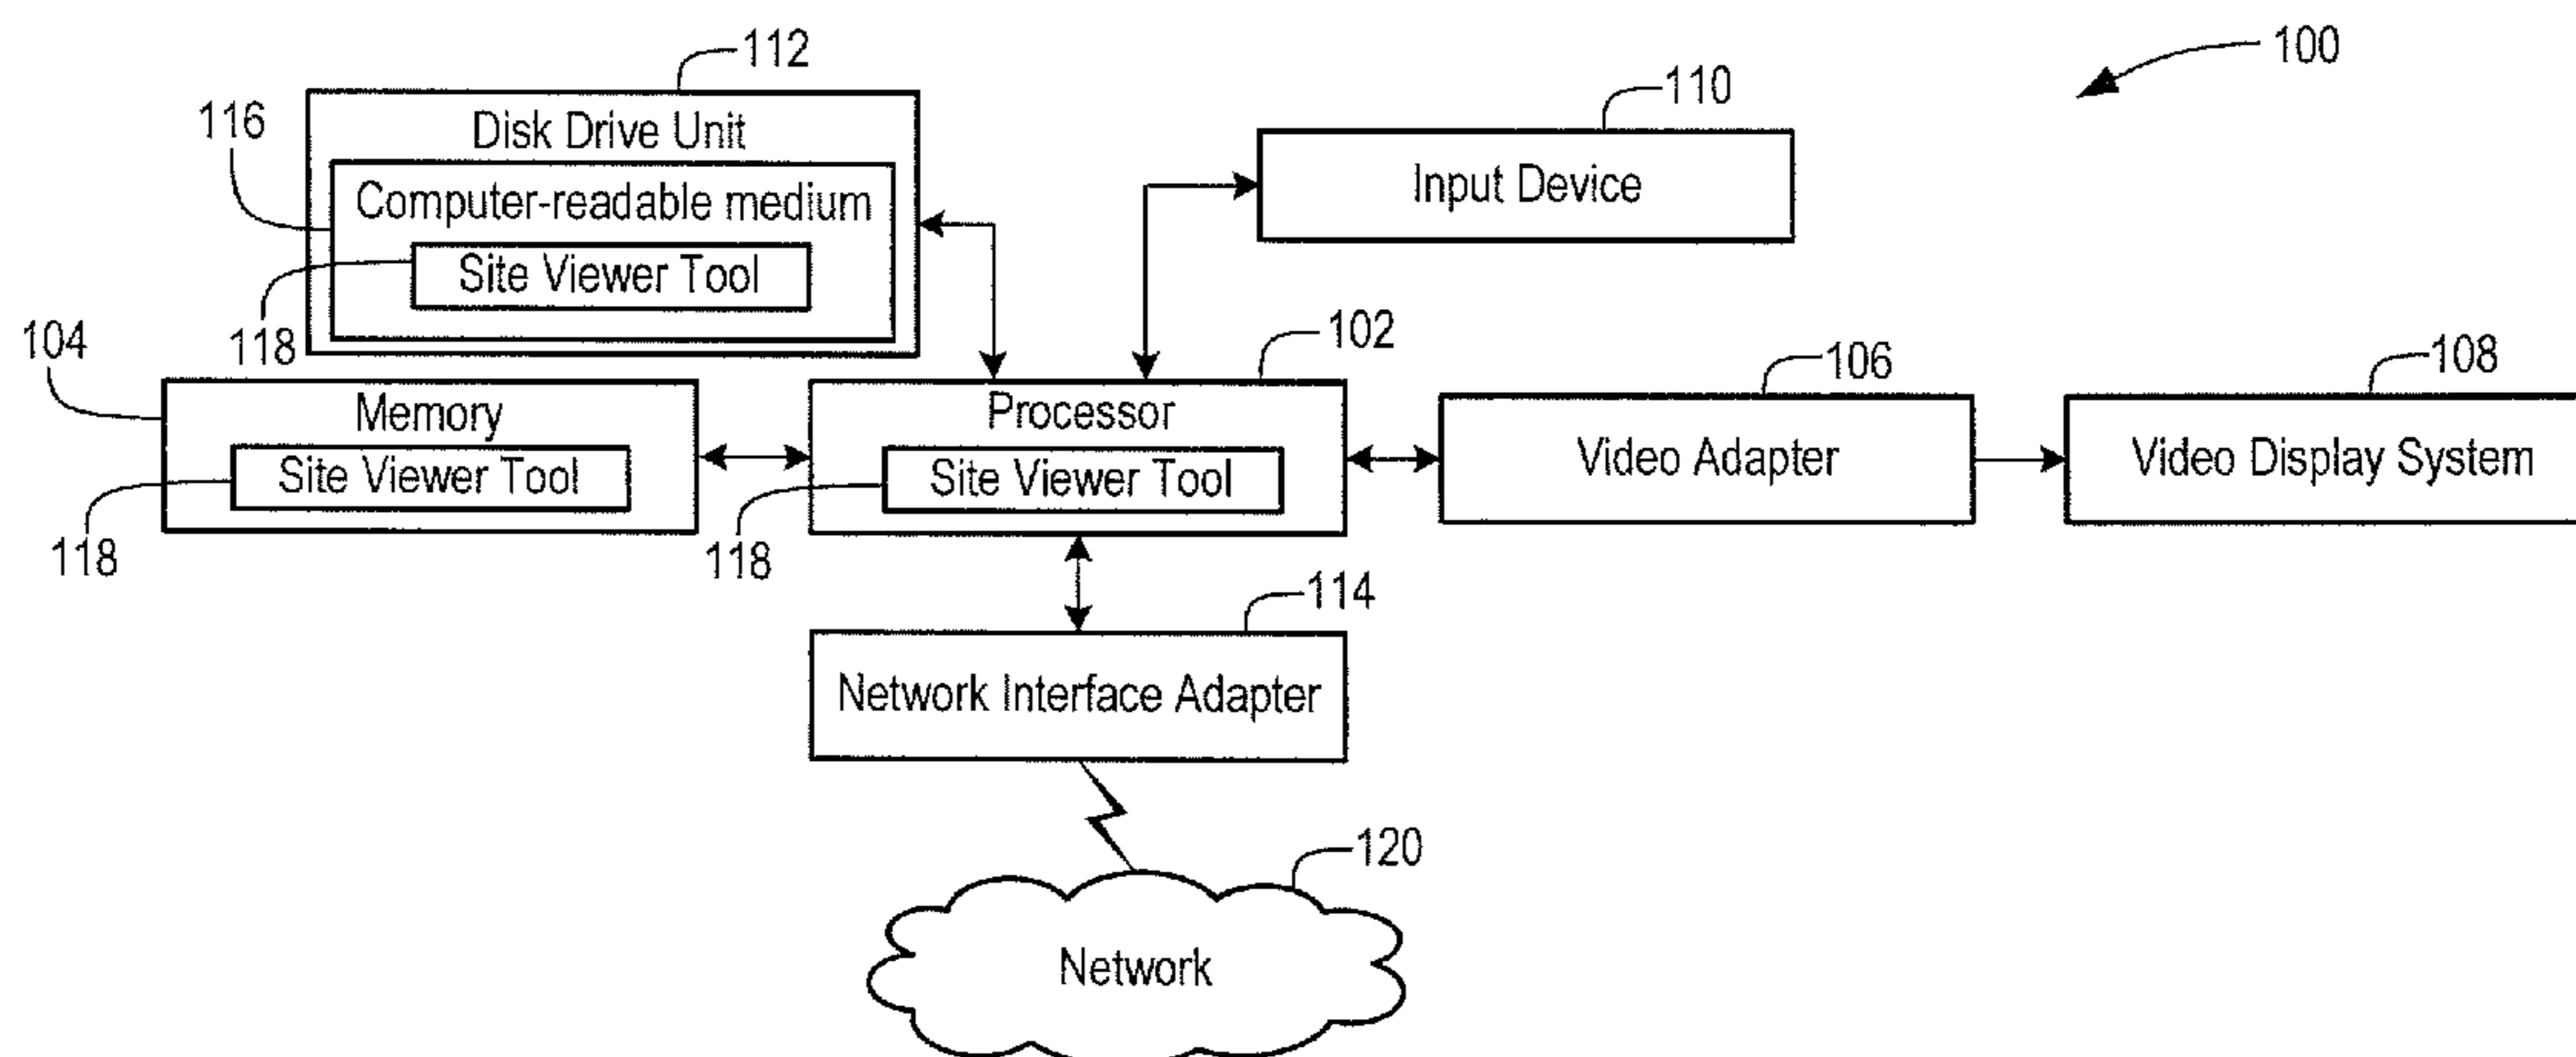 100
112
Disk Drive Unit
116
Computer-readable medium
Site Viewer Tool
118
110
Input Device
104
Memory
Site Viewer Tool
118
102
Processor
Site Viewer Tool
118
106
Video Adapter
108
Video Display System
114
Network Interface Adapter
120
Network